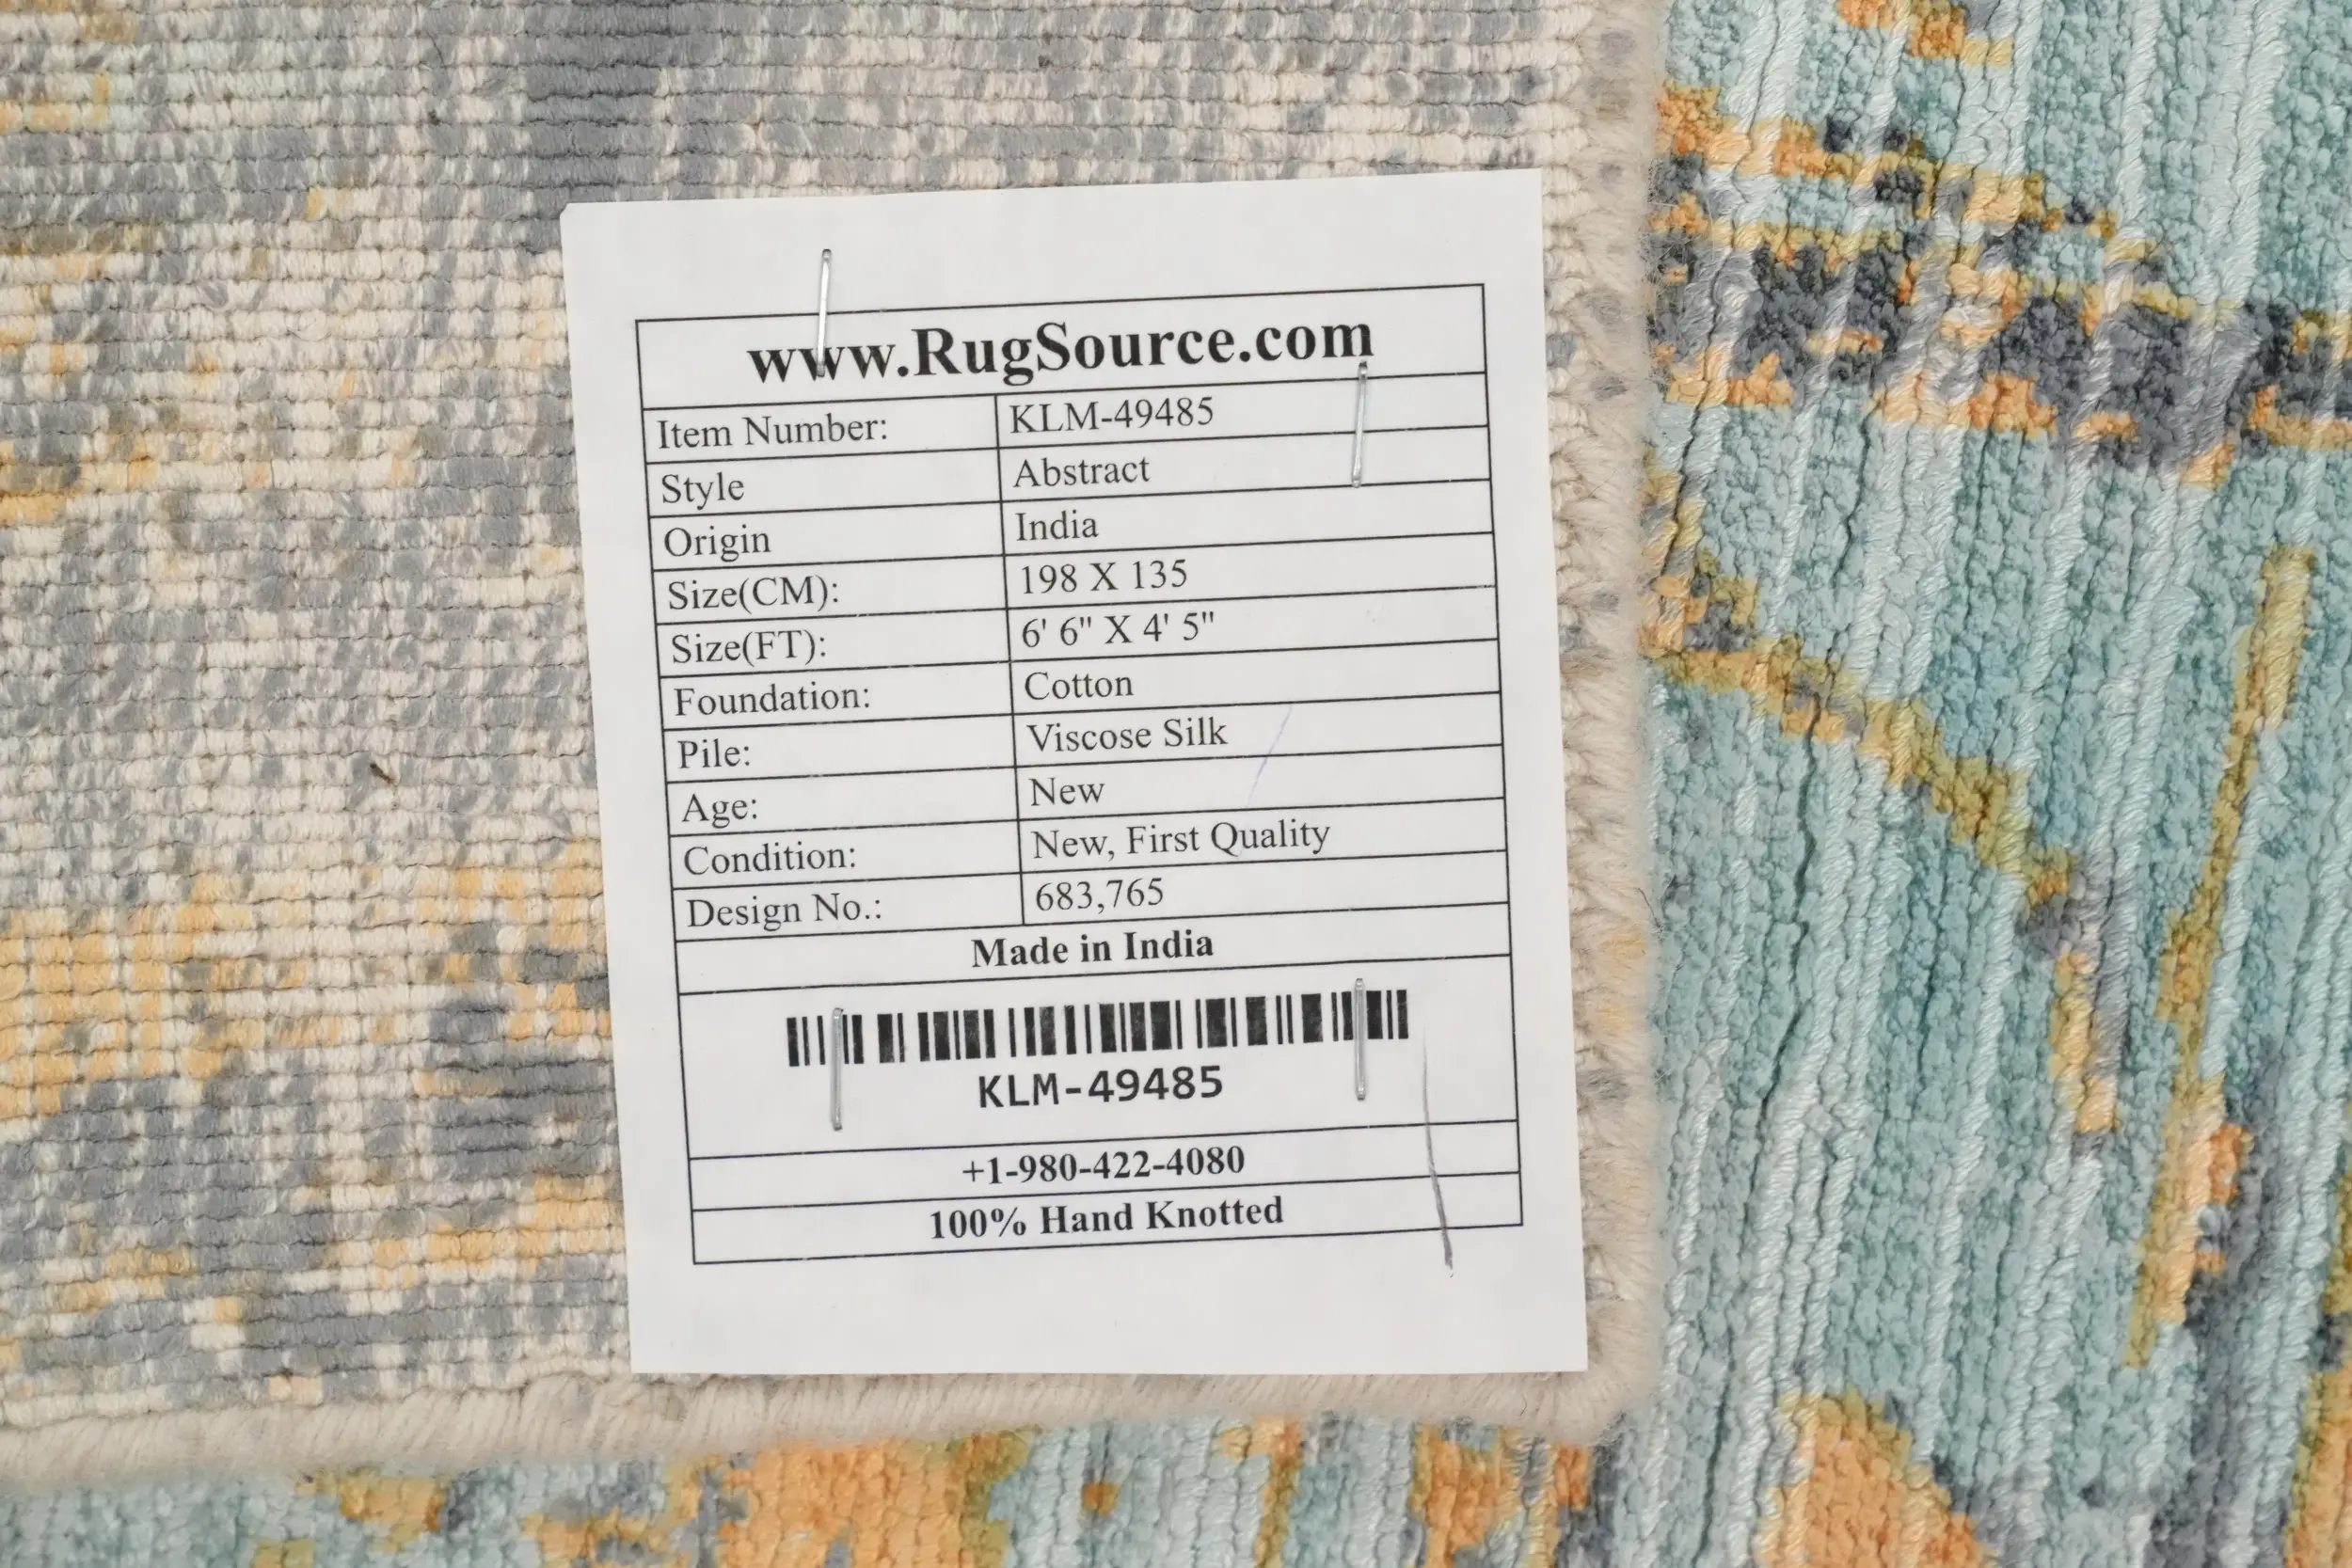 www.RugSource.com
Item Number: KLM-49485
Style Abstract
Origin India
Size(CM): 198 X 135
Size(FT): 6' 6" X 4' 5"
Foundation: Cotton
Pile: Viscose Silk
Age: New
Condition: New, First Quality
Design No.: 683,765
Made in India
KLM-49485
+1-980-422-4080
100% Hand Knotted